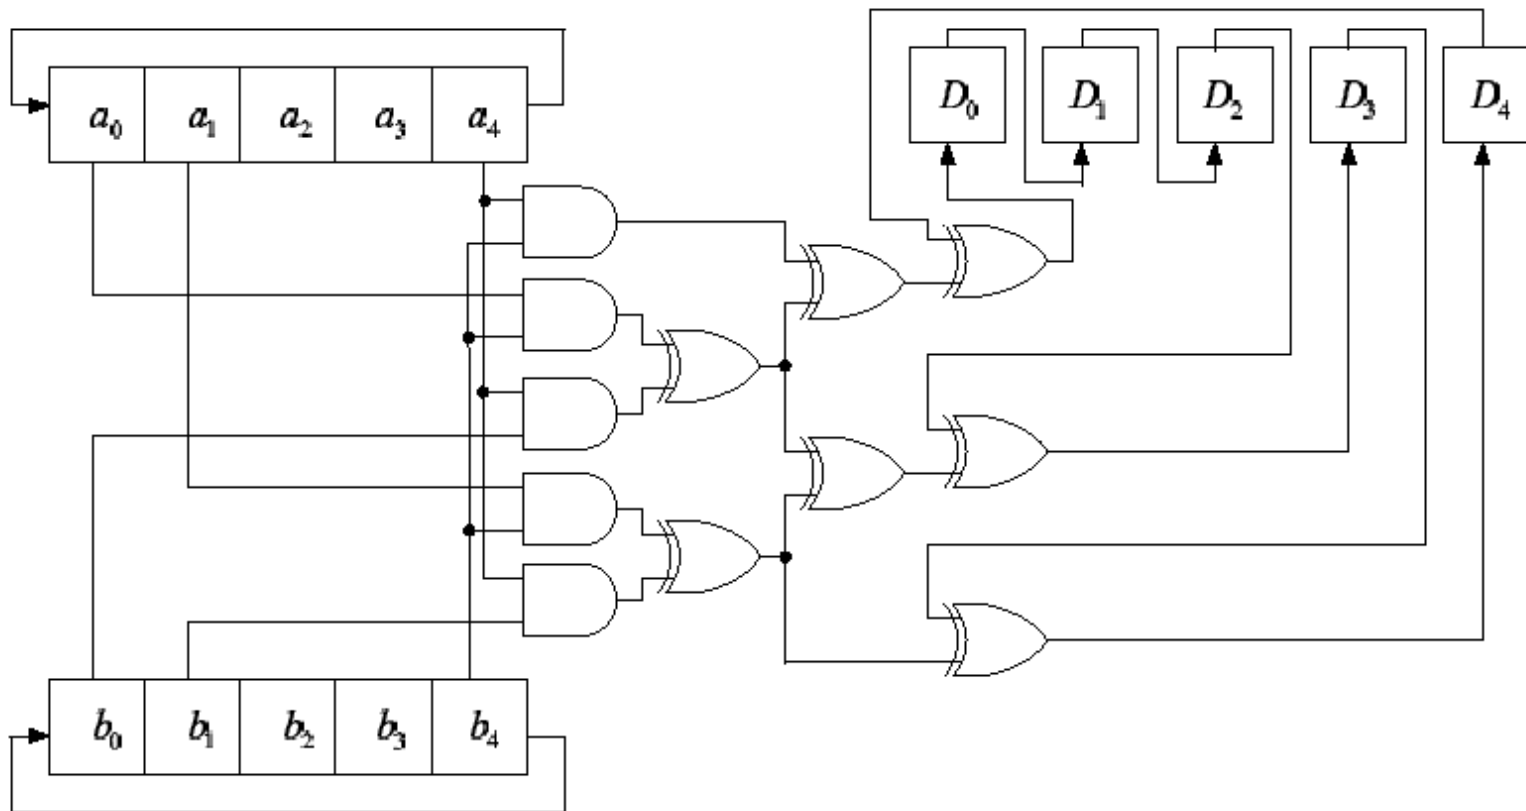 a₀ a₁ a₂ a₃ a₄
D₀ D₁ D₂ D₃ D₄
b₀ b₁ b₂ b₃ b₄